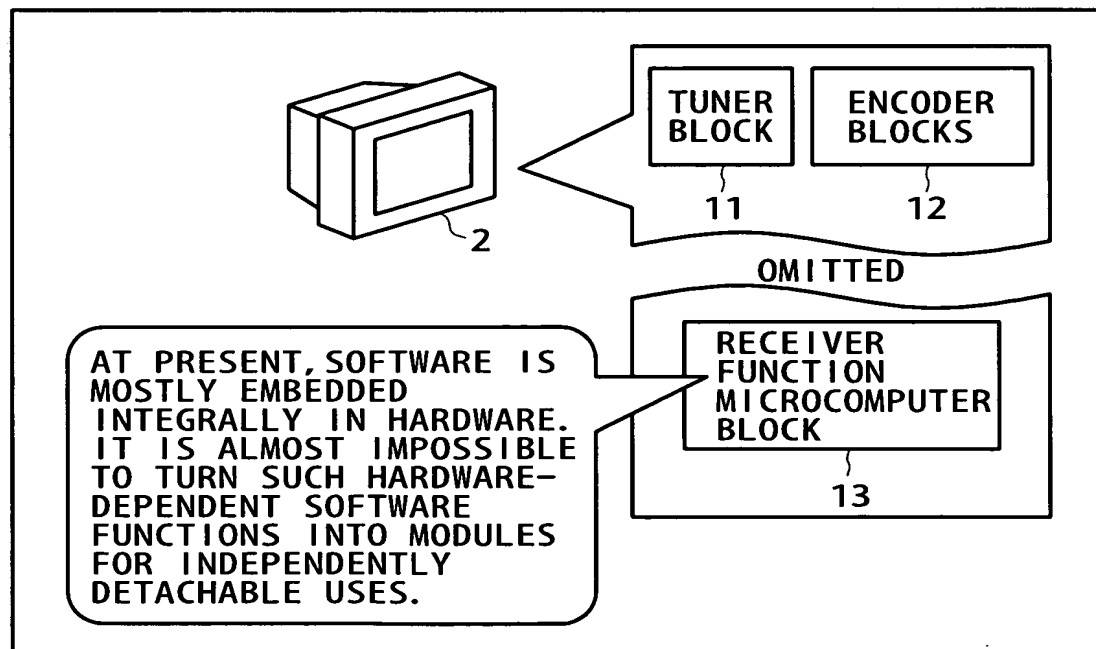 TUNER
BLOCK
ENCODER
BLOCKS
11
12
2
OMITTED
AT PRESENT, SOFTWARE IS
MOSTLY EMBEDDED
INTEGRALLY IN HARDWARE.
IT IS ALMOST IMPOSSIBLE
TO TURN SUCH HARDWARE-
DEPENDENT SOFTWARE
FUNCTIONS INTO MODULES
FOR INDEPENDENTLY
DETACHABLE USES.
RECEIVER
FUNCTION
MICROCOMPUTER
BLOCK
13